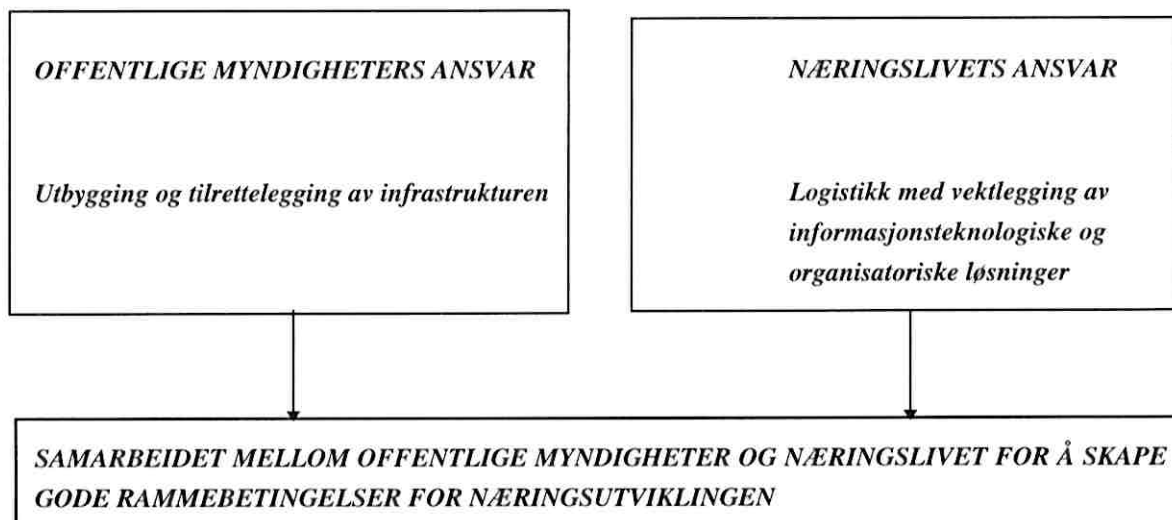 OFFENTLIGE MYNDIGHETERS ANSVAR
Utbygging og tilrettelegging av infrastrukturen
NÆRINGSLIVETS ANSVAR
Logistikk med vektlegging av
informasjonsteknologiske og
organisatoriske løsninger
SAMARBEIDET MELLOM OFFENTLIGE MYNDIGHETER OG NÆRINGSLIVET FOR Å SKAPE
GODE RAMMEBETINGELSER FOR NÆRINGSUTVIKLINGEN